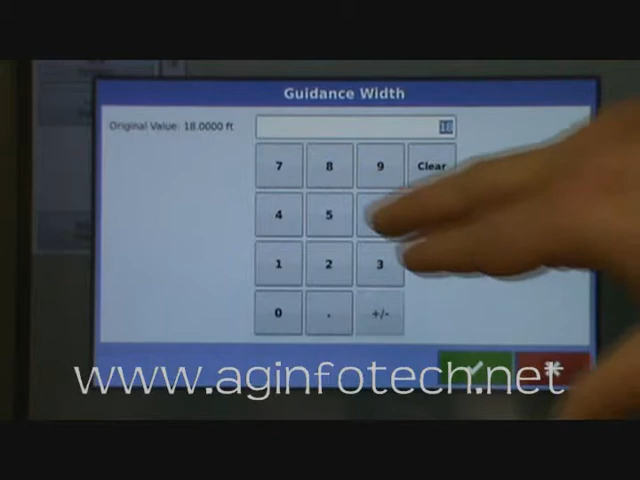 Guidance Width
Original Value: 18.0000 ft
18
7 8 9 Clear
4 5
1 2 3
0 . +/-
www.aginfotech.net